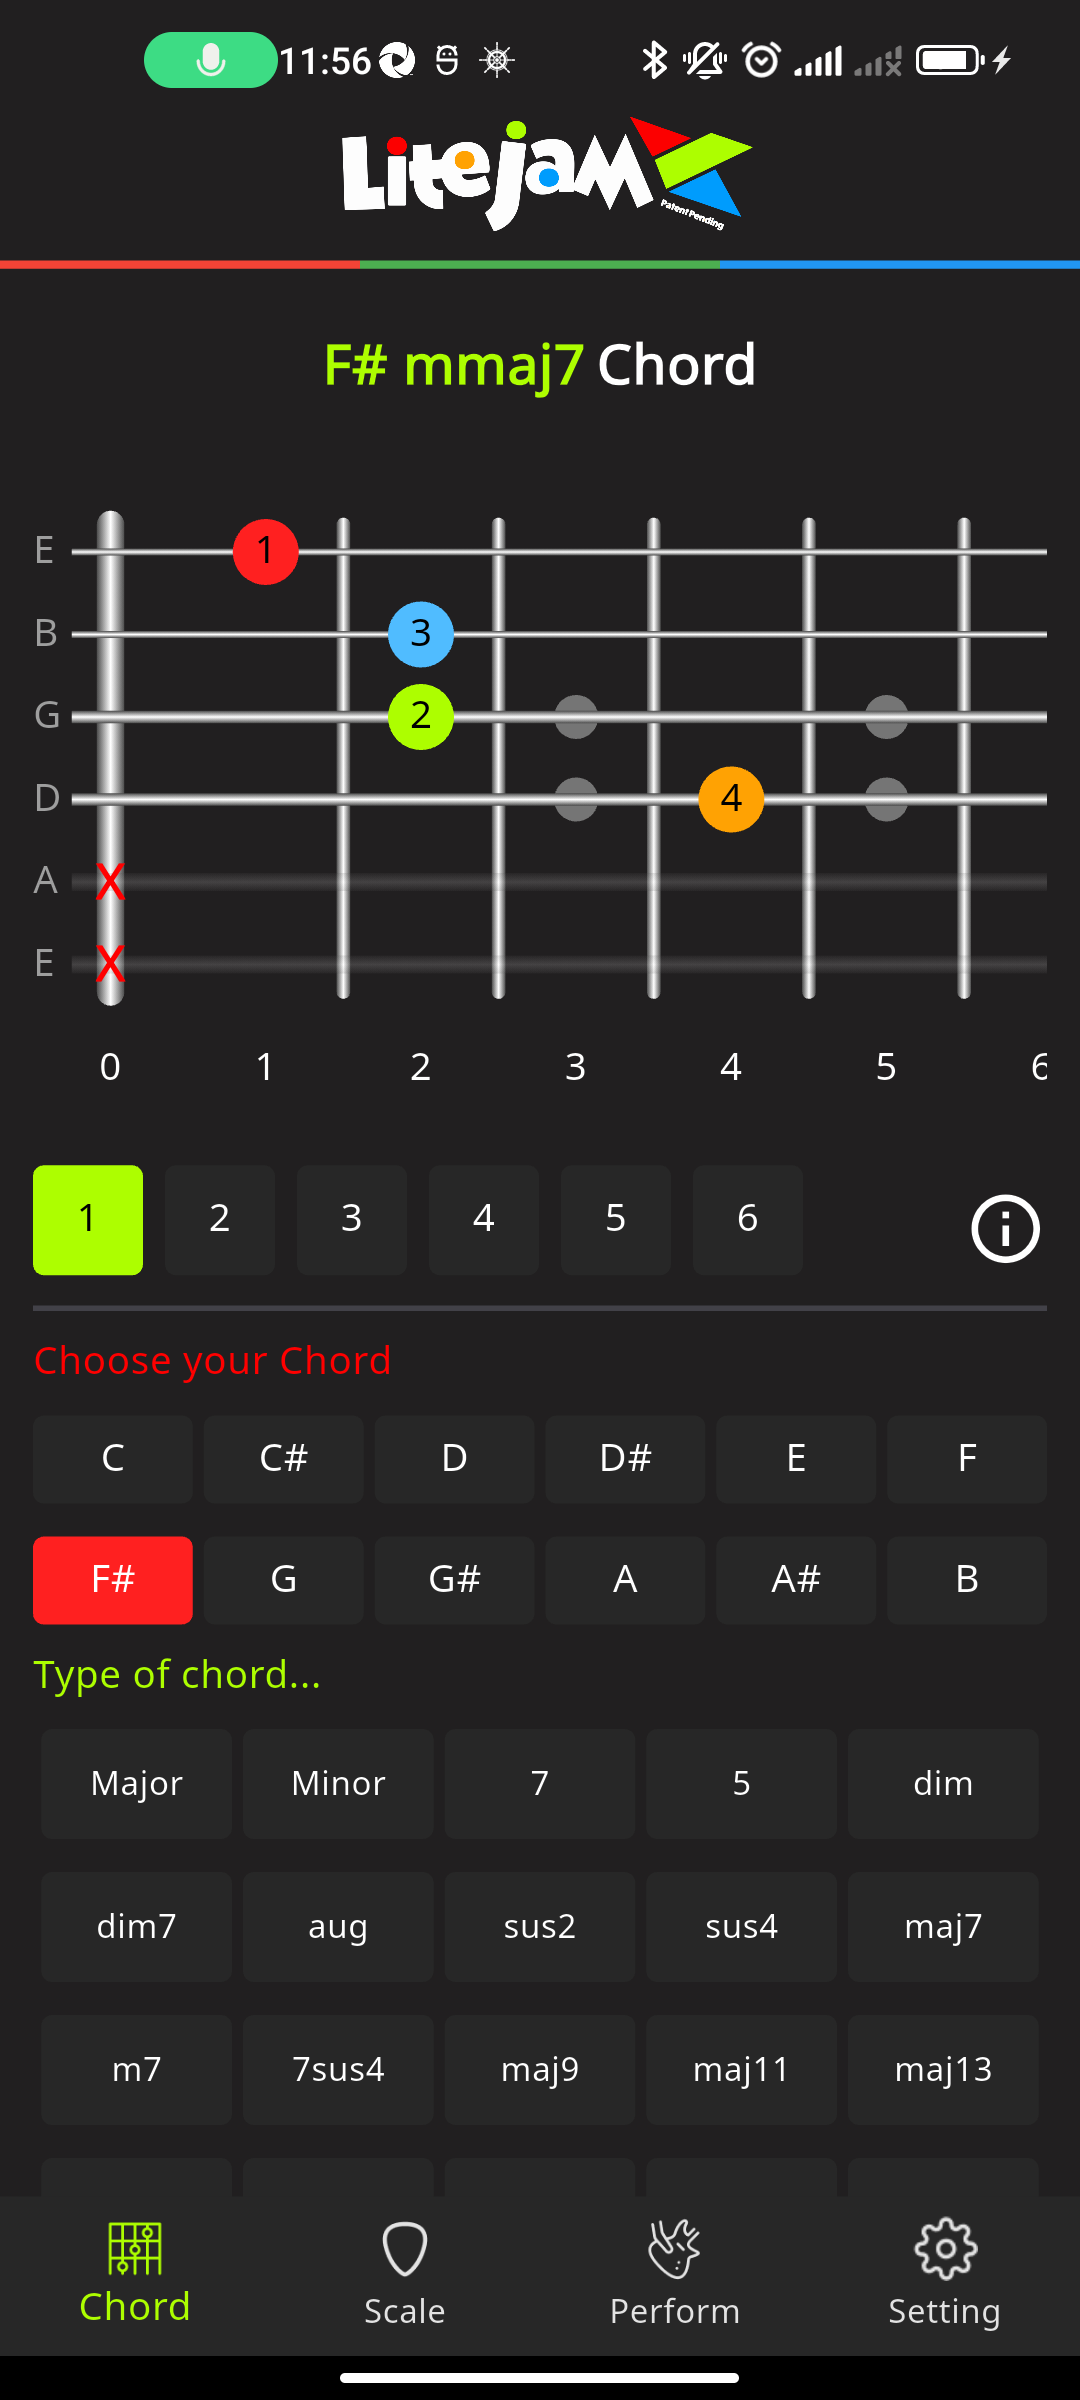 11:56
Litejam
Patent Pending
F# mmaj7 Chord
E 1
B 3
G 2
D 4
A X
E X
0 1 2 3 4 5 6
1 2 3 4 5 6
Choose your Chord
C C# D D# E F
F# G G# A A# B
Type of chord...
Major Minor 7 5 dim
dim7 aug sus2 sus4 maj7
m7 7sus4 maj9 maj11 maj13
Chord Scale Perform Setting